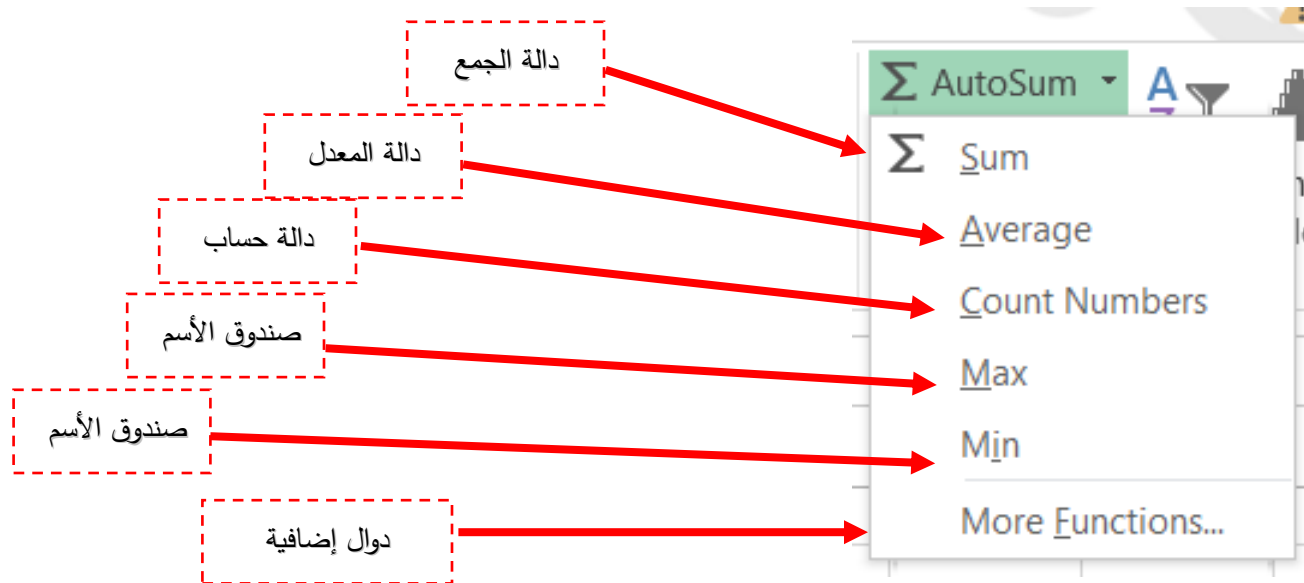 دالة الجمع
Σ AutoSum
A
Σ Sum
دالة المعدل
Average
دالة حساب
Count Numbers
صندوق الأسم
Max
صندوق الأسم
Min
دوال إضافية
More Functions...